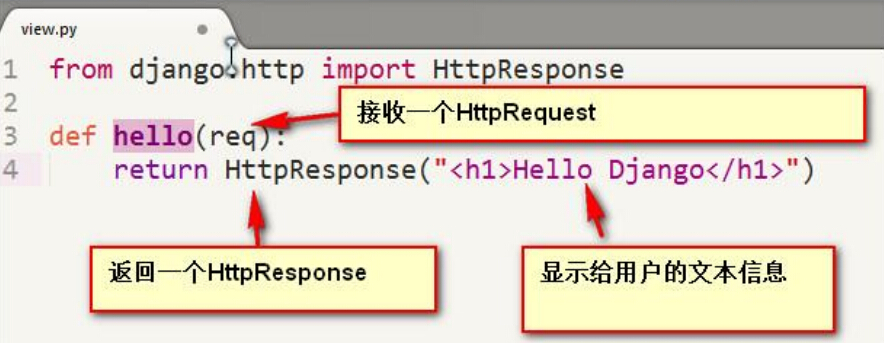 view.py
1 from django.http import HttpResponse
2
接收一个HttpRequest
3 def hello(req):
4 return HttpResponse("<h1>Hello Django</h1>")
返回一个HttpResponse
显示给用户的文本信息